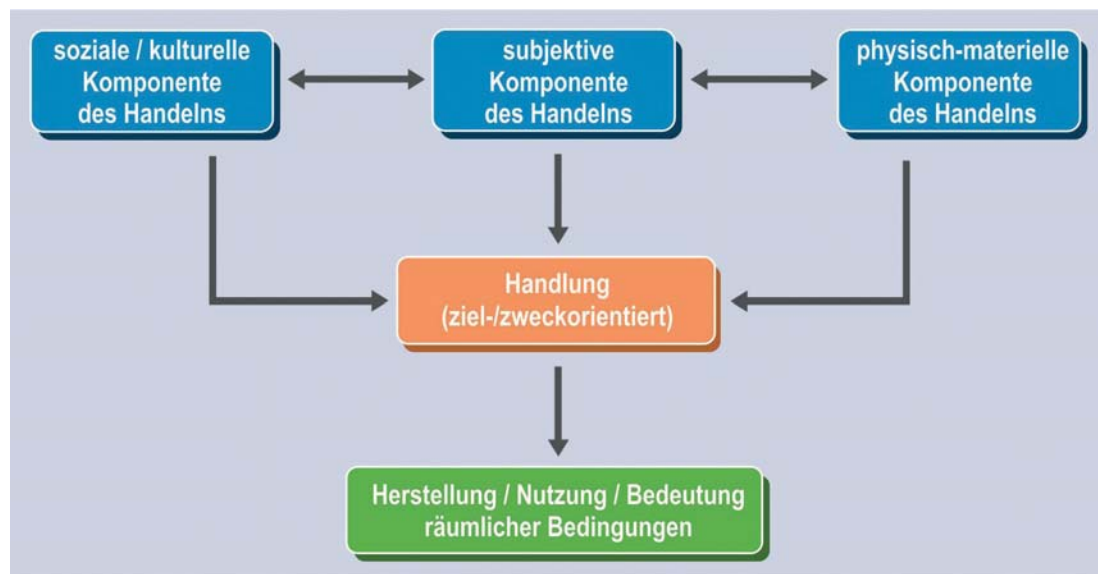 soziale / kulturelle
Komponente
des Handelns
subjektive
Komponente
des Handelns
physisch-materielle
Komponente
des Handelns
Handlung
(ziel-/zweckorientiert)
Herstellung / Nutzung / Bedeutung
räumlicher Bedingungen